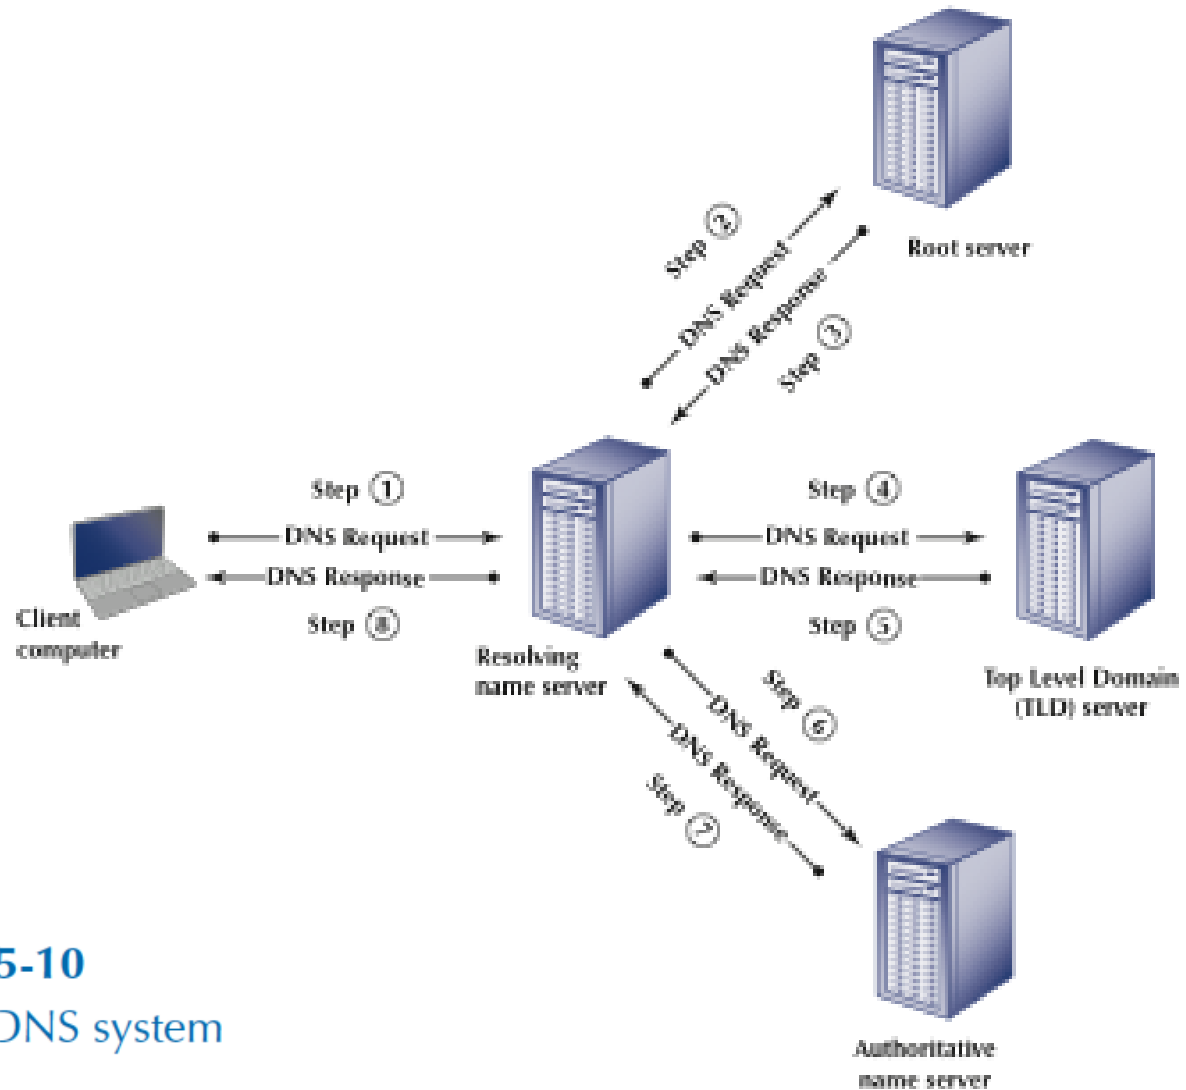 Root server
Step 2
DNS Request
DNS Response
Step 3
Step 1
DNS Request
DNS Response
Step 8
Client
computer
Resolving
name server
Step 4
DNS Request
DNS Response
Step 5
Top Level Domain
(TLD) server
Step 6
DNS Request
DNS Response
Step 7
Authoritative
name server
5-10
DNS system